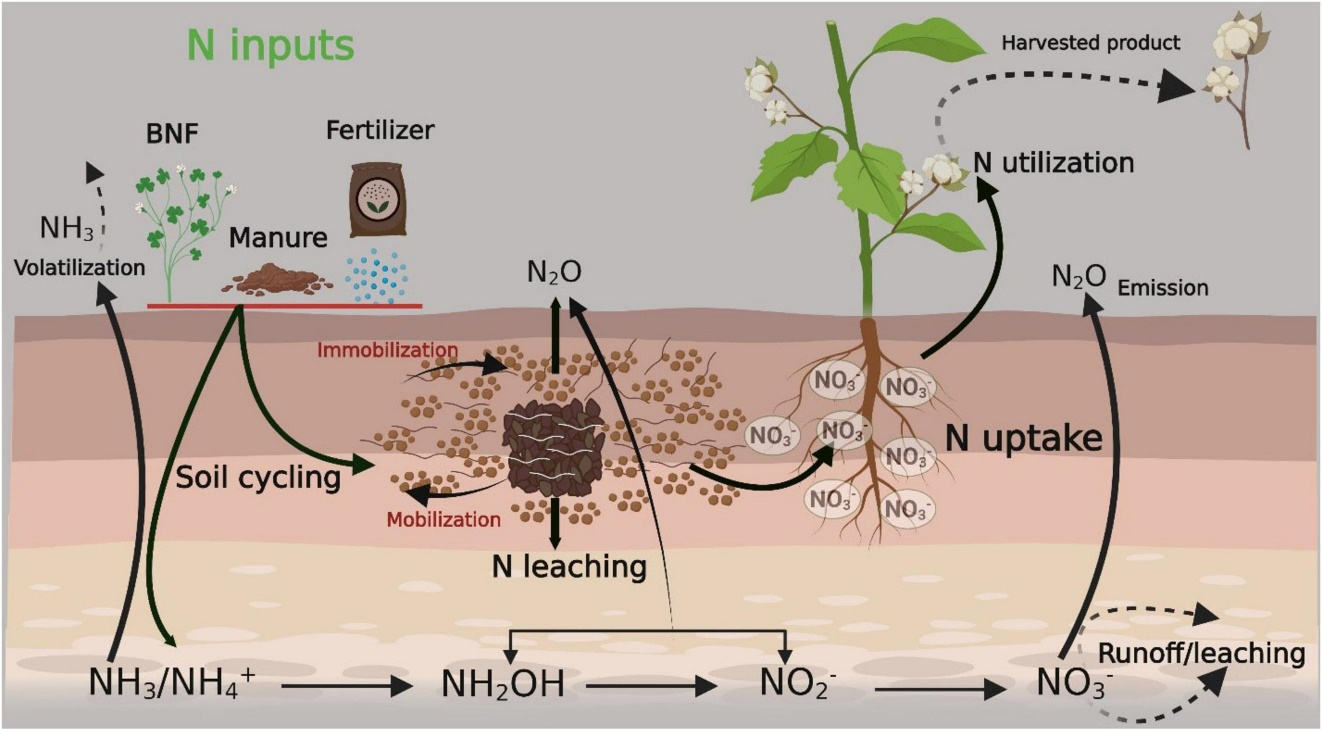 N inputs
Harvested product
BNF
Fertilizer
N utilization
NH₃
Manure
Volatilization
N₂O
N₂O Emission
Immobilization
NO₃⁻
NO₃⁻
NO₃⁻
NO₃⁻
N uptake
NO₃⁻
Soil cycling
NO₃⁻
NO₃⁻
Mobilization
N leaching
Runoff/leaching
NH₃/NH₄⁺
NH₂OH
NO₂⁻
NO₃⁻